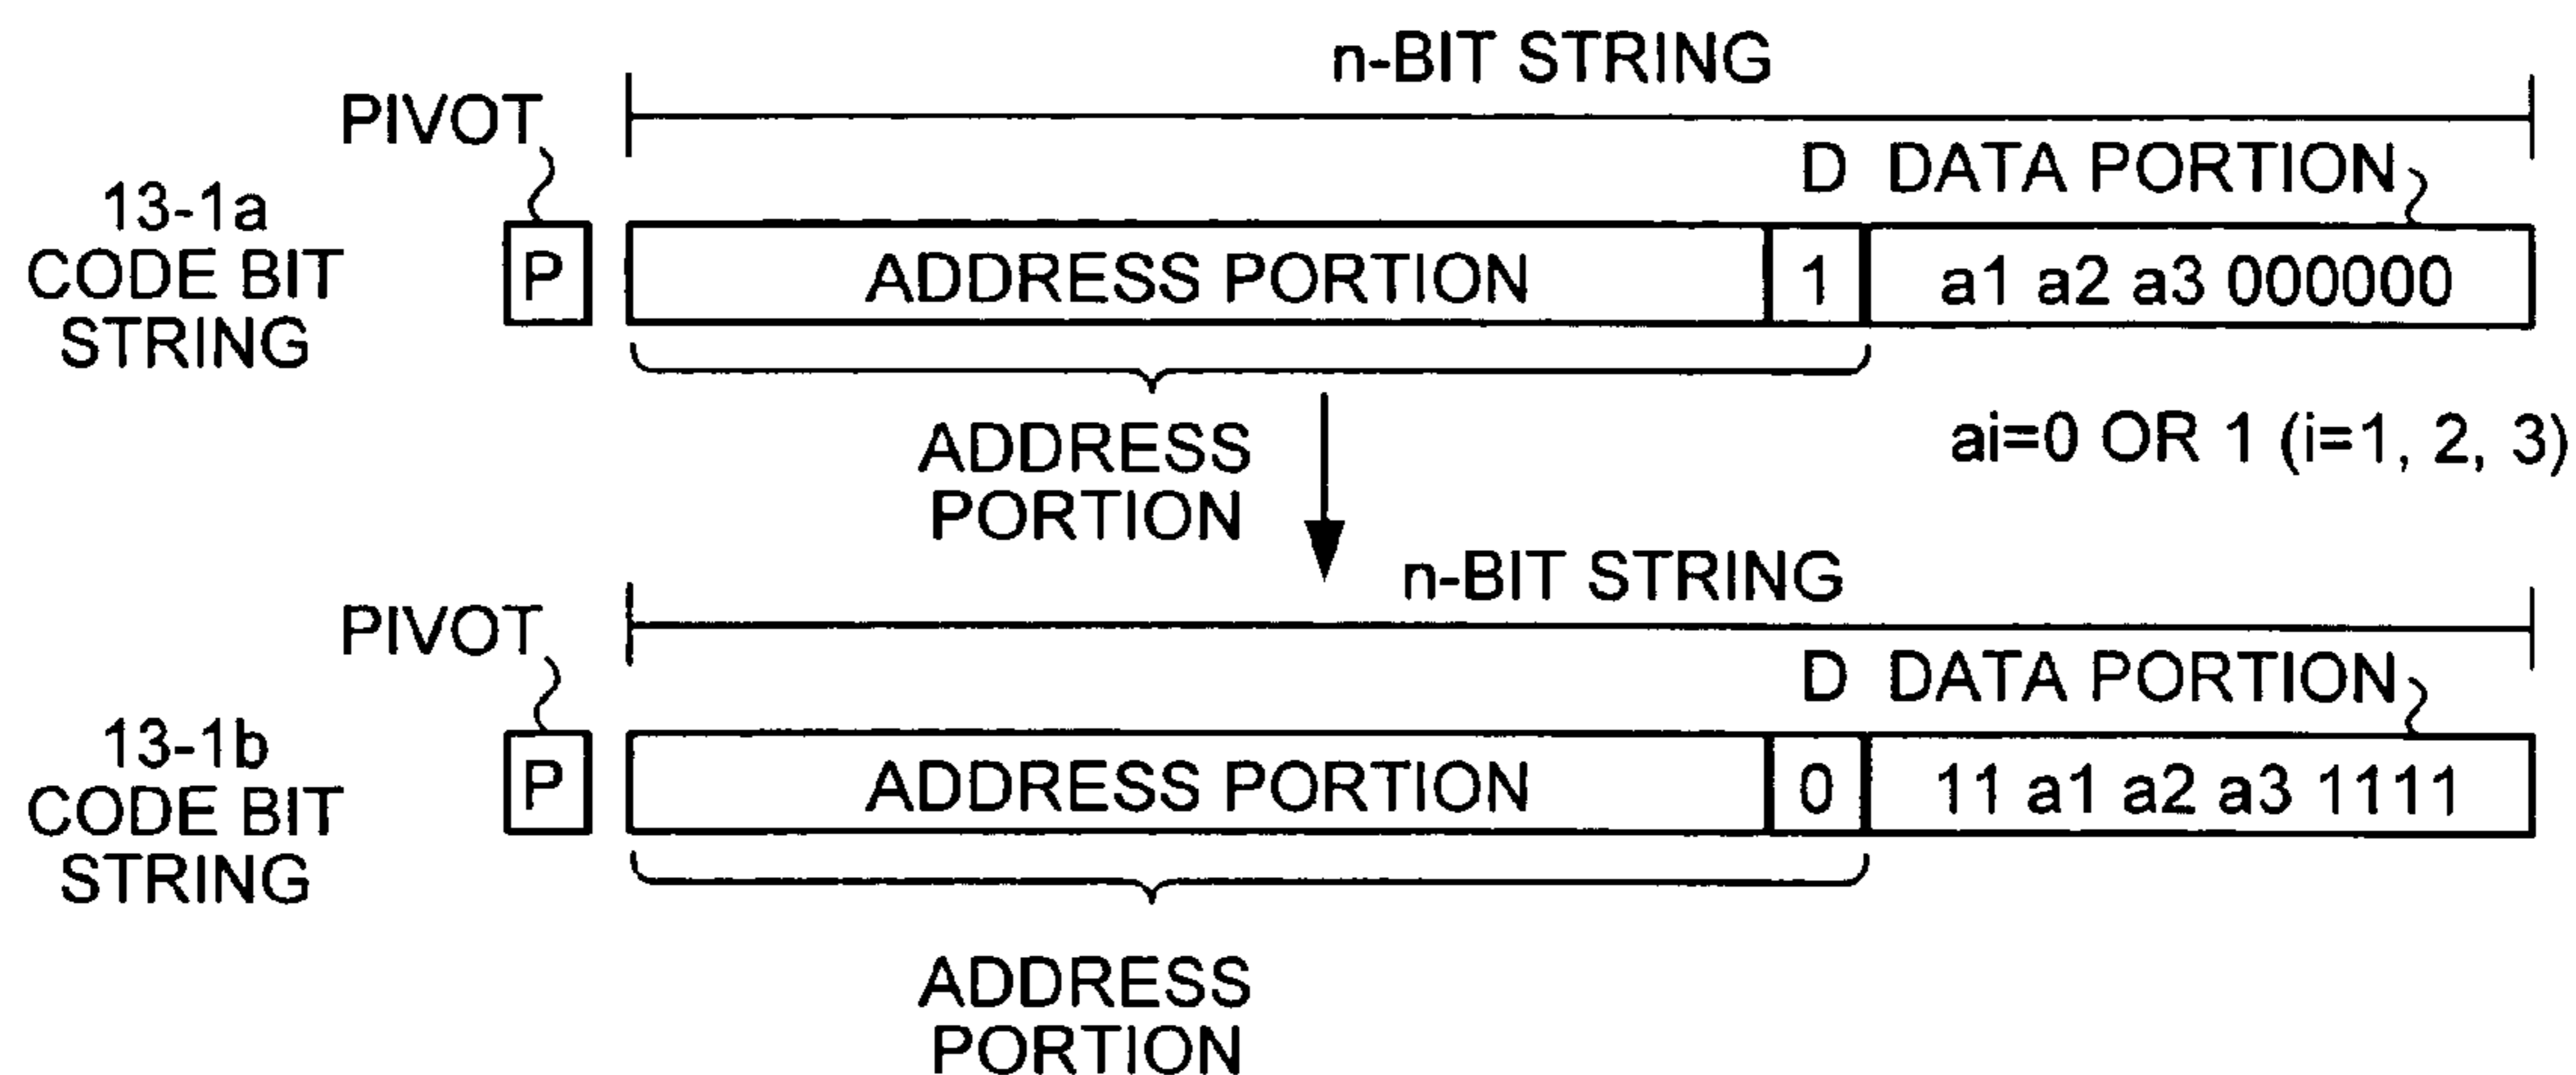 n-BIT STRING
PIVOT
D DATA PORTION
13-1a
CODE BIT
STRING
P
ADDRESS PORTION
1
a1 a2 a3 000000
ADDRESS
PORTION
ai=0 OR 1 (i=1, 2, 3)
n-BIT STRING
PIVOT
D DATA PORTION
13-1b
CODE BIT
STRING
P
ADDRESS PORTION
0
11 a1 a2 a3 1111
ADDRESS
PORTION